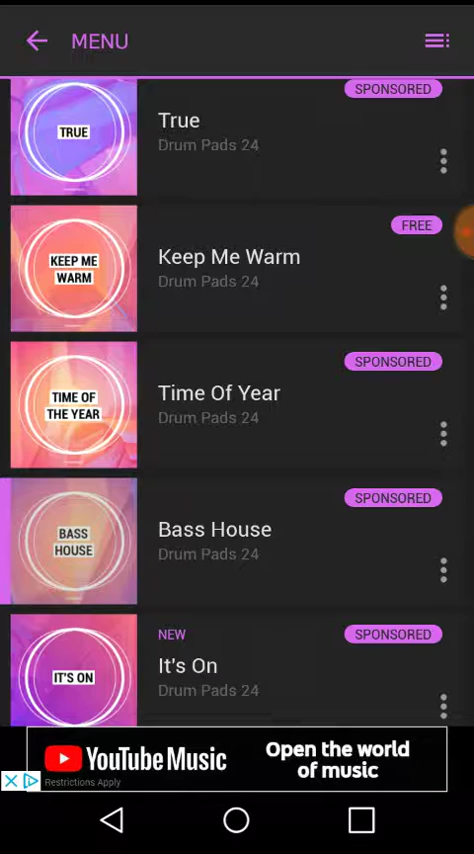 MENU
SPONSORED
TRUE
True
Drum Pads 24
FREE
KEEP ME
WARM
Keep Me Warm
Drum Pads 24
SPONSORED
TIME OF
THE YEAR
Time Of Year
Drum Pads 24
SPONSORED
BASS
HOUSE
Bass House
Drum Pads 24
NEW
SPONSORED
IT'S ON
It's On
Drum Pads 24
YouTube Music
Open the world
of music
Restrictions Apply